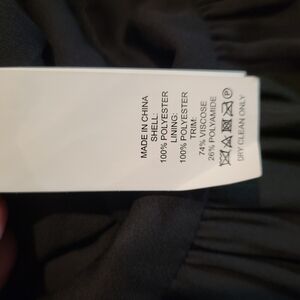 MADE IN CHINA
SHELL:
100% POLYESTER
LINING:
100% POLYESTER
TRIM:
74% VISCOSE
26% POLYAMIDE
DRY CLEAN ONLY